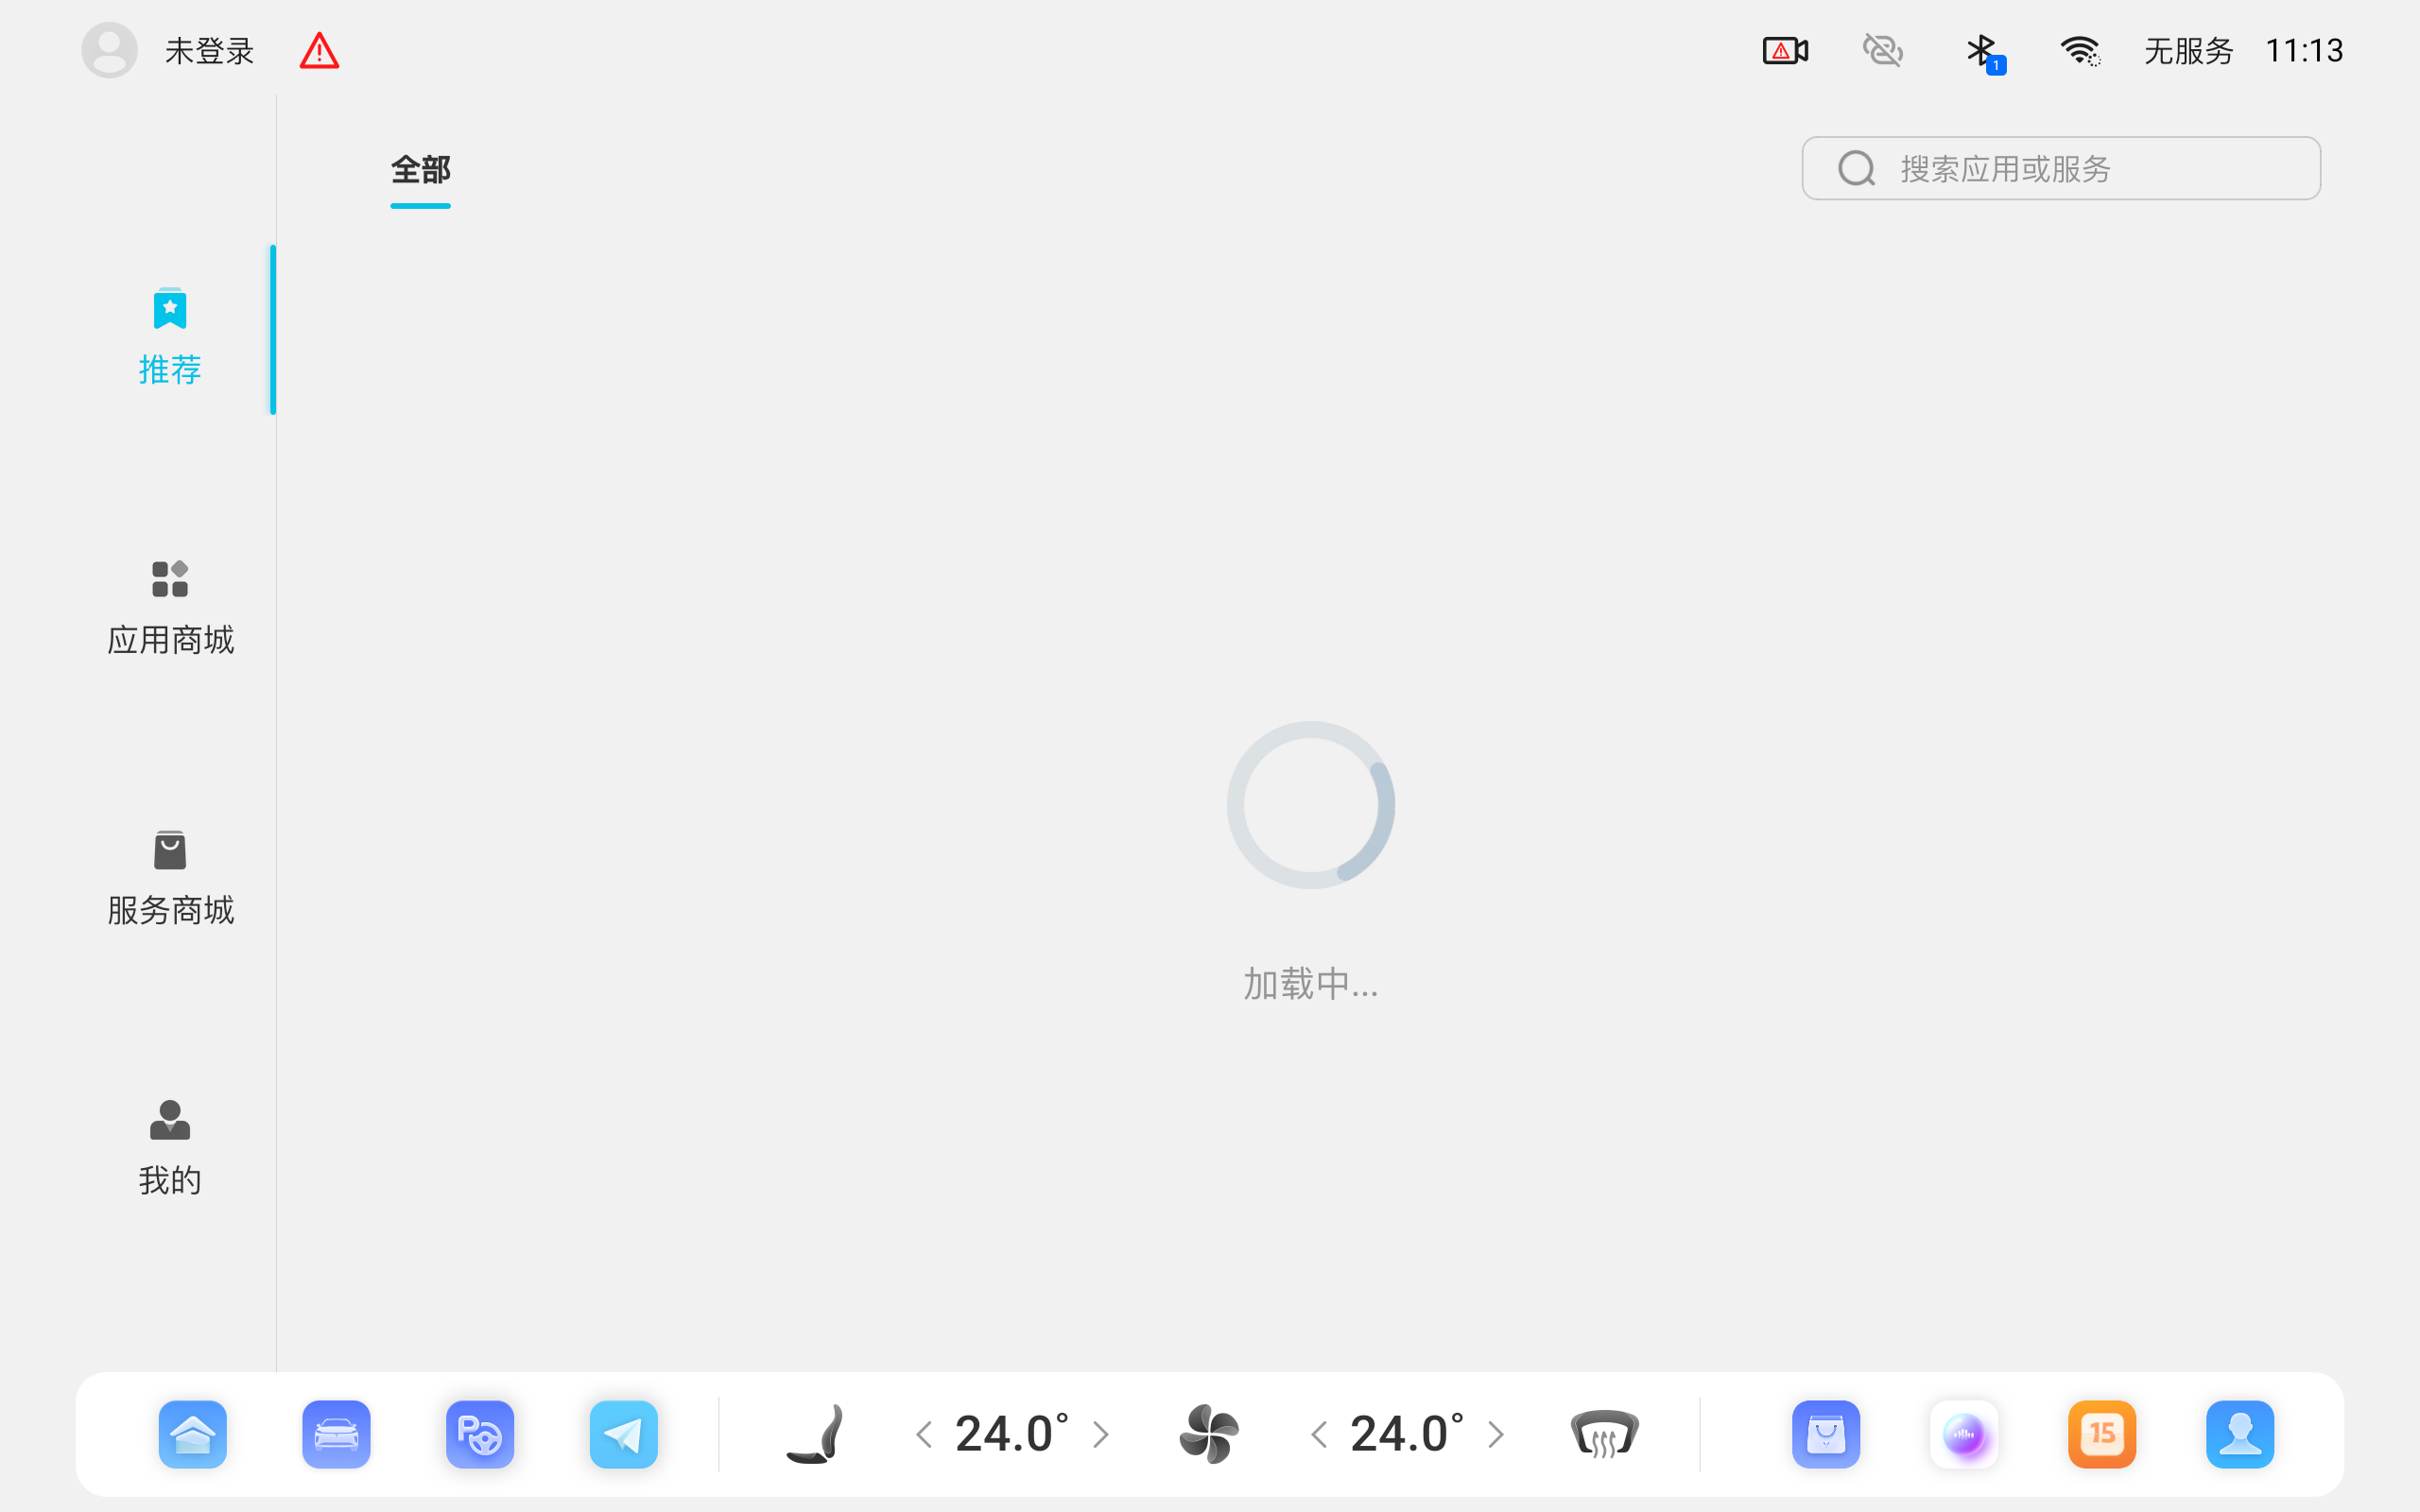 未登录
1
无服务 11:13
全部
搜索应用或服务
推荐
应用商城
服务商城
我的
加载中...
24.0° 24.0° 15